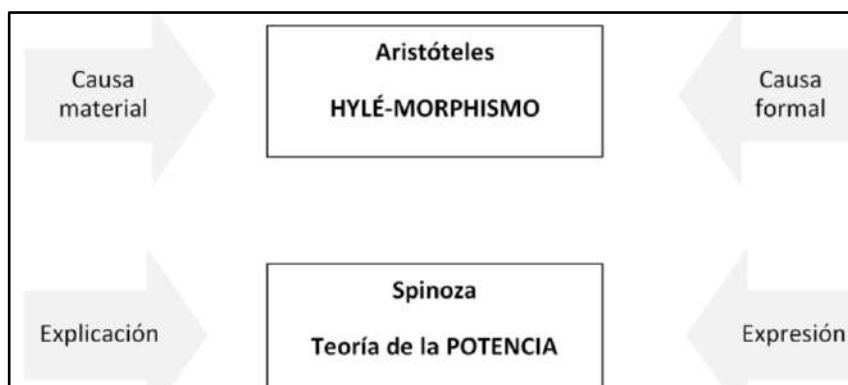 Causa
material
Aristóteles
HYLÉ-MORPHISMO
Causa
formal
Explicación
Spinoza
Teoría de la POTENCIA
Expresión